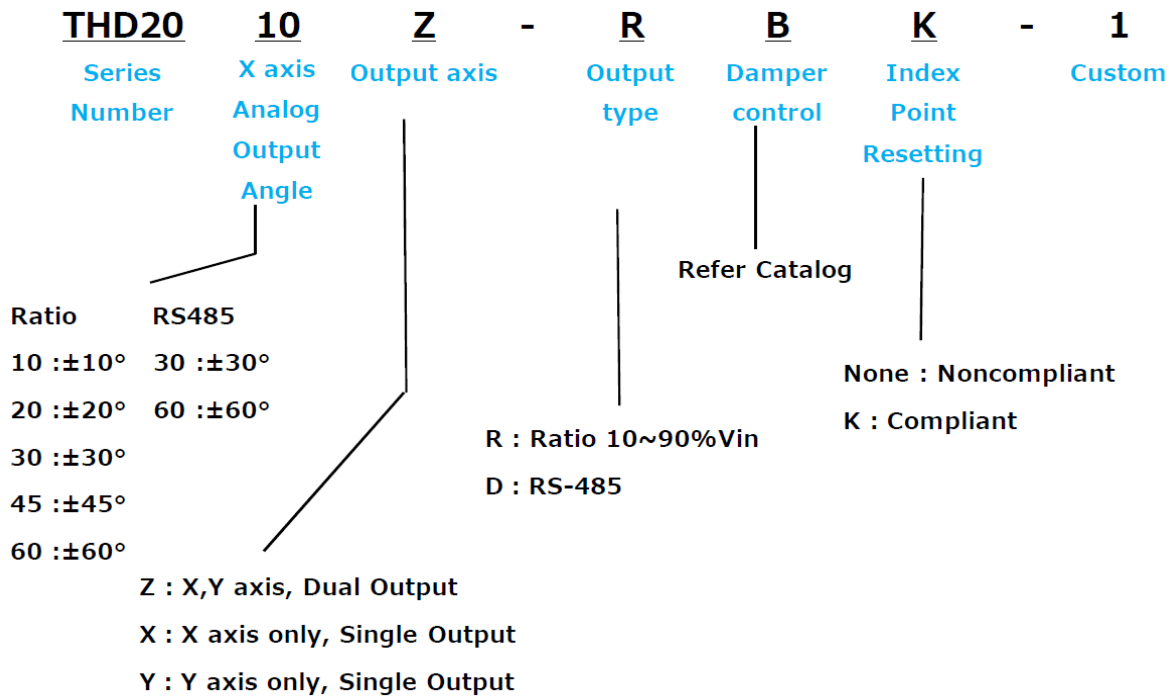 THD20 10 Z - R B K - 1
Series Number
X axis Analog Output Angle
Output axis
Output type
Damper control
Index Point Resetting
Custom
Refer Catalog
Ratio RS485
10 :±10° 30 :±30°
20 :±20° 60 :±60°
30 :±30°
45 :±45°
60 :±60°
None : Noncompliant
K : Compliant
R : Ratio 10~90%Vin
D : RS-485
Z : X,Y axis, Dual Output
X : X axis only, Single Output
Y : Y axis only, Single Output